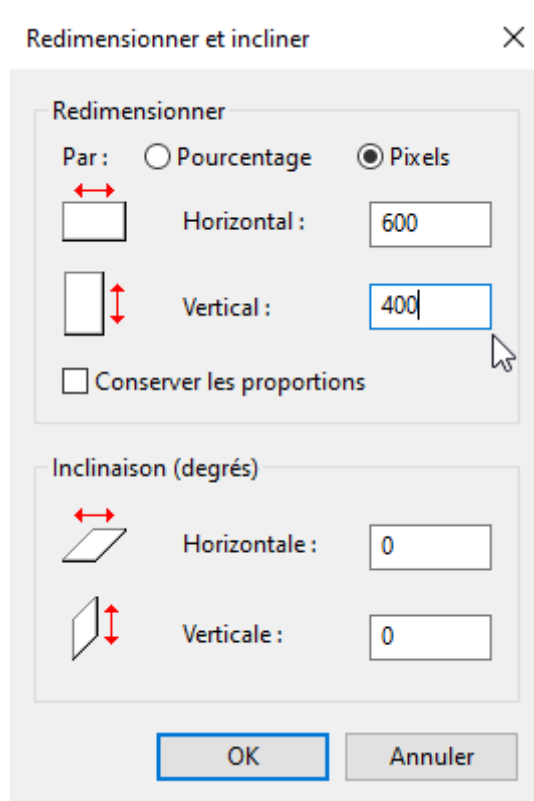 Redimensionner et incliner
Redimensionner
Par : Pourcentage Pixels
Horizontal : 600
Vertical : 400
Conserver les proportions
Inclinaison (degrés)
Horizontale : 0
Verticale : 0
OK Annuler